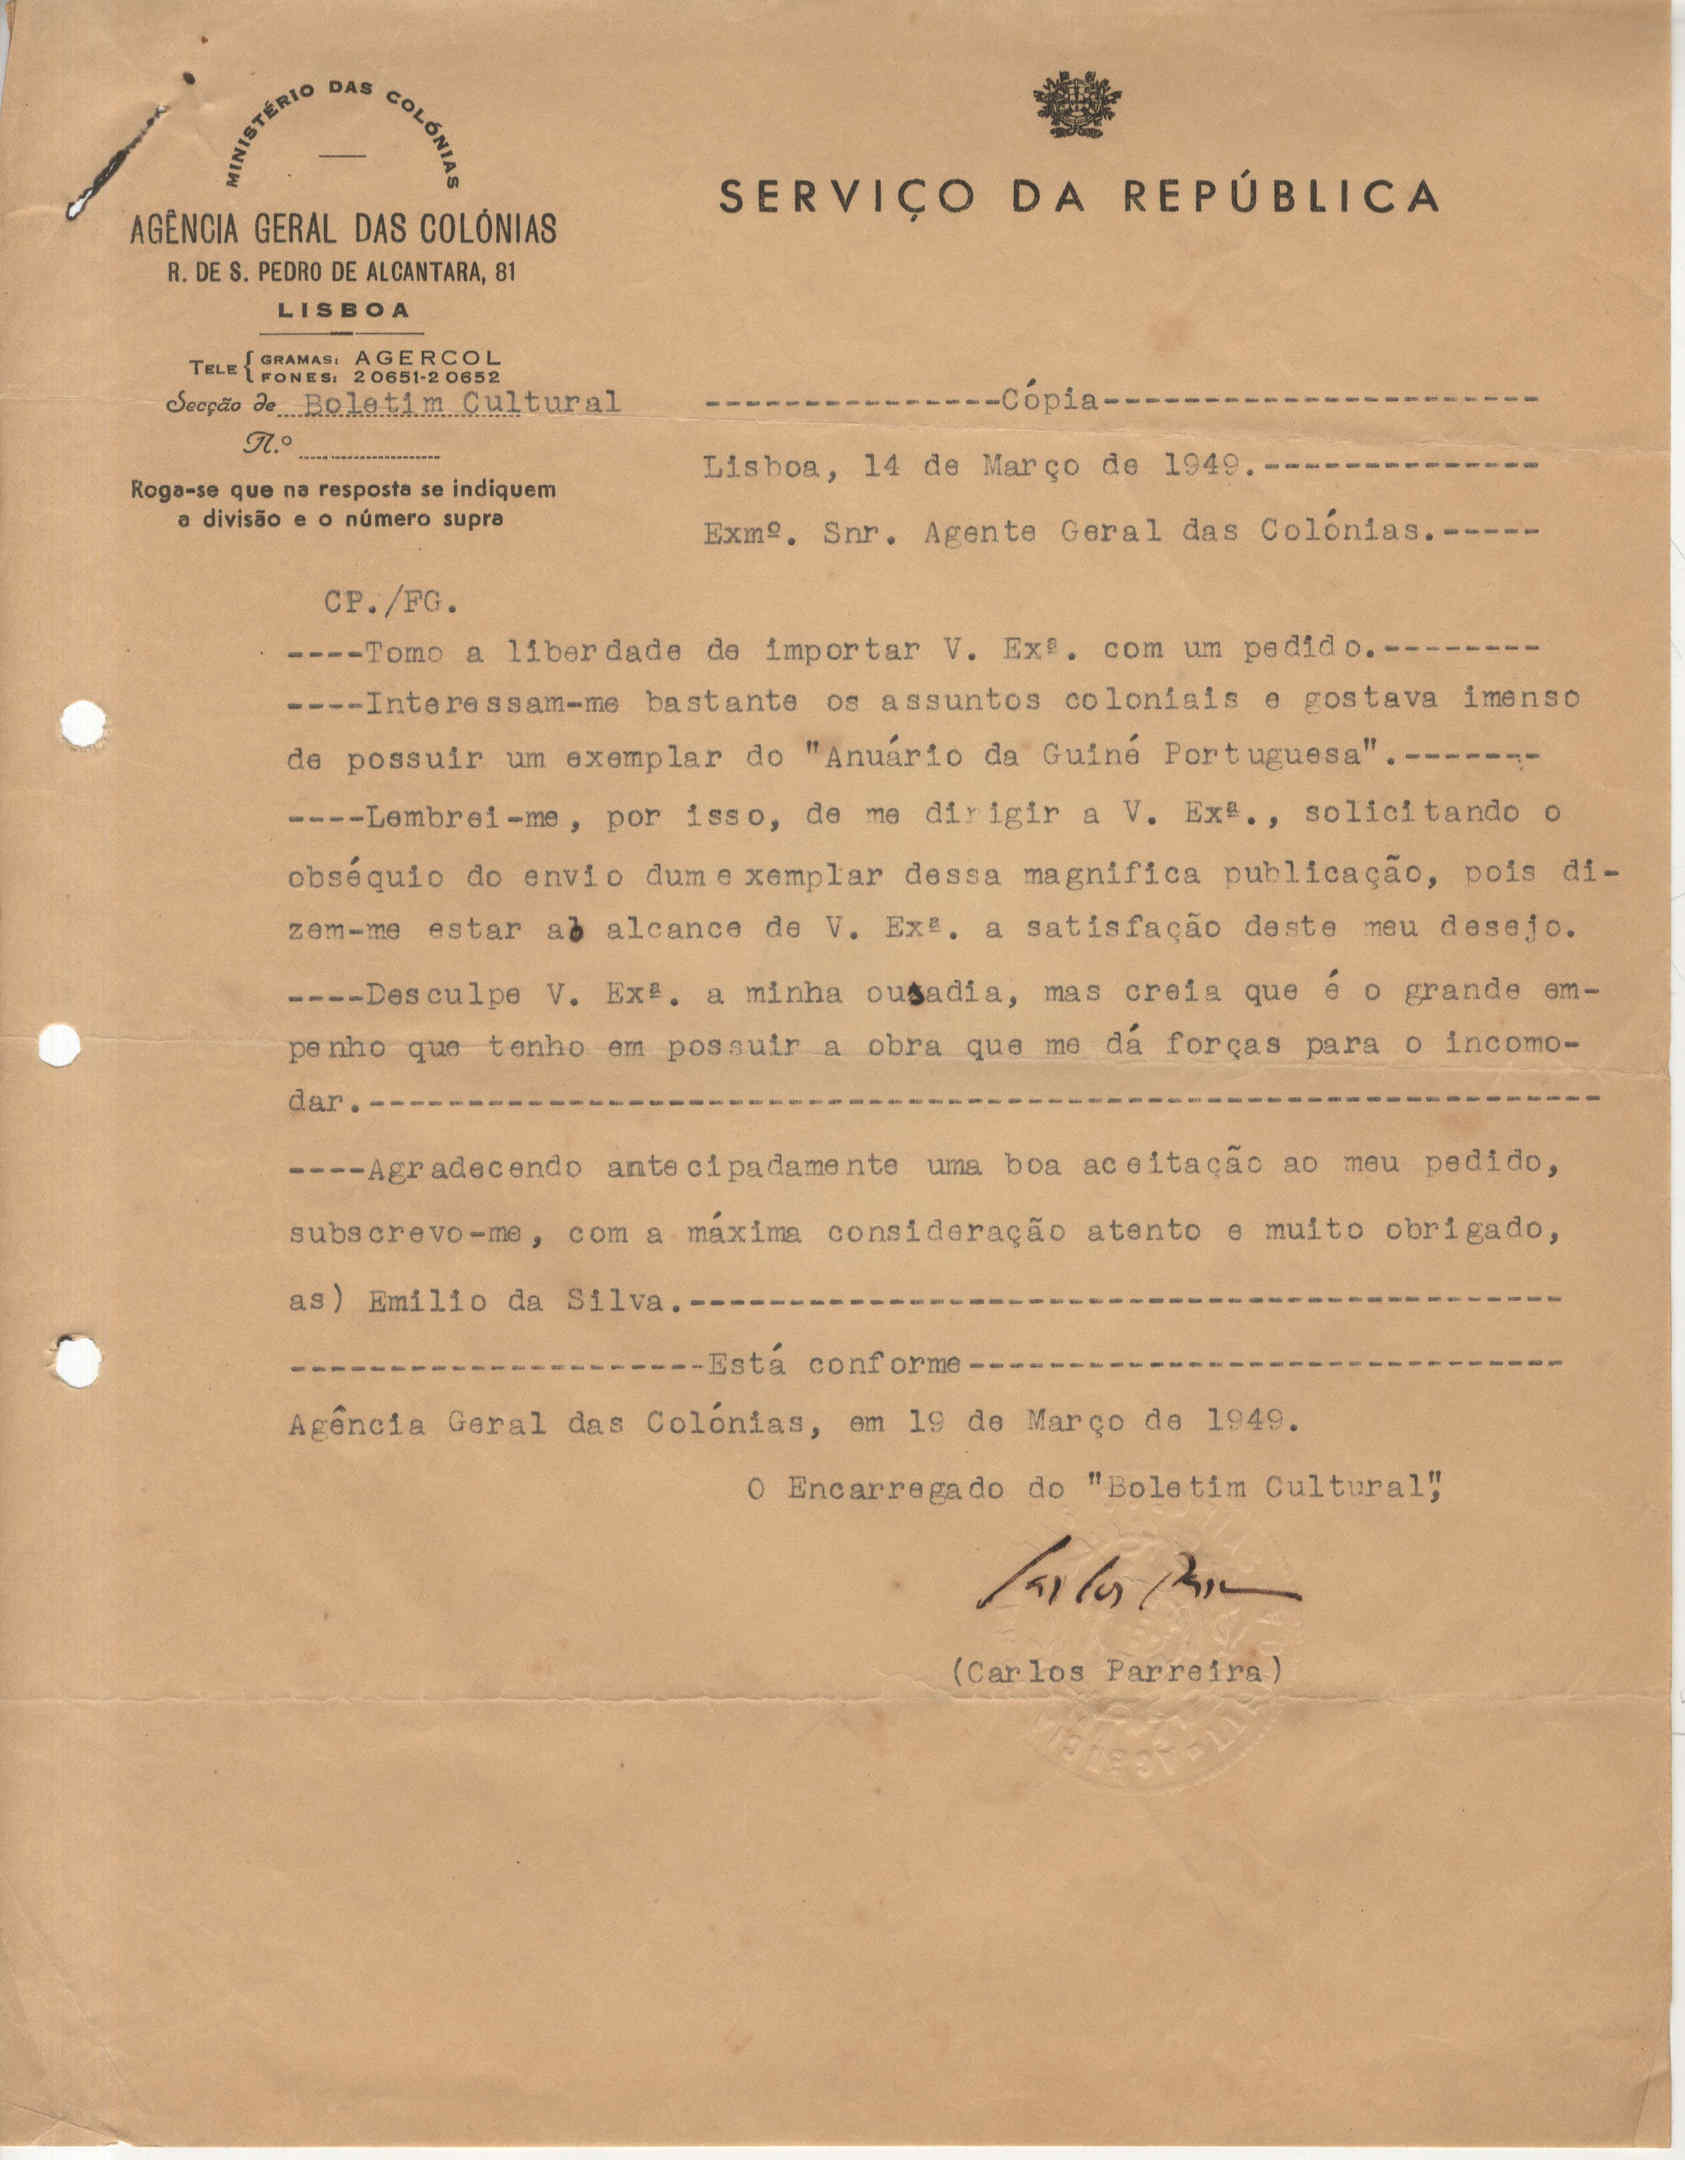 MINISTÉRIO DAS COLÓNIAS
AGÊNCIA GERAL DAS COLÓNIAS
R. DE S. PEDRO DE ALCANTARA, 81
LISBOA
TELE { GRAMAS: AGERCOL
FONES: 20651-20652
Secção de Boletim Cultural
N.º
Roga-se que na resposta se indiquem
a divisão e o número supra
SERVIÇO DA REPÚBLICA
---------------Cópia----------------------
Lisboa, 14 de Março de 1949.--------------
Exmº. Snr. Agente Geral das Colónias.-----
CP./FG.
----Tomo a liberdade de importar V. Exª. com um pedido.--------
----Interessam-me bastante os assuntos coloniais e gostava imenso
de possuir um exemplar do "Anuário da Guiné Portuguesa".-------
----Lembrei-me, por isso, de me dirigir a V. Exª., solicitando o
obséquio do envio dum exemplar dessa magnifica publicação, pois di-
zem-me estar ao alcance de V. Exª. a satisfação deste meu desejo.
----Desculpe V. Exª. a minha ousadia, mas creia que é o grande em-
penho que tenho em possuir a obra que me dá forças para o incomo-
dar.--------------------------------------------------------------
----Agradecendo antecipadamente uma boa aceitação ao meu pedido,
subscrevo-me, com a máxima consideração atento e muito obrigado,
as) Emilio da Silva.--------------------------------------------
---------------------Está conforme------------------------------
Agência Geral das Colónias, em 19 de Março de 1949.
O Encarregado do "Boletim Cultural",
Carlos Parreira
(Carlos Parreira)